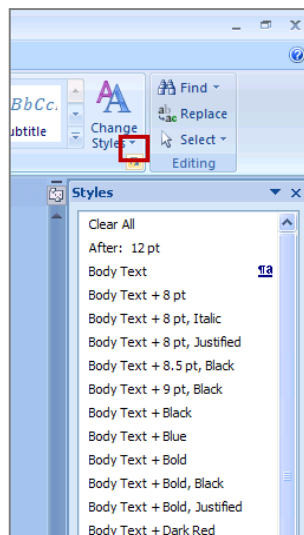 BbCc.
ubtitle
Change
Styles
Find
Replace
Select
Editing
Styles
Clear All
After: 12 pt
Body Text
Body Text + 8 pt
Body Text + 8 pt, Italic
Body Text + 8 pt, Justified
Body Text + 8.5 pt, Black
Body Text + 9 pt, Black
Body Text + Black
Body Text + Blue
Body Text + Bold
Body Text + Bold, Black
Body Text + Bold, Justified
Body Text + Dark Red